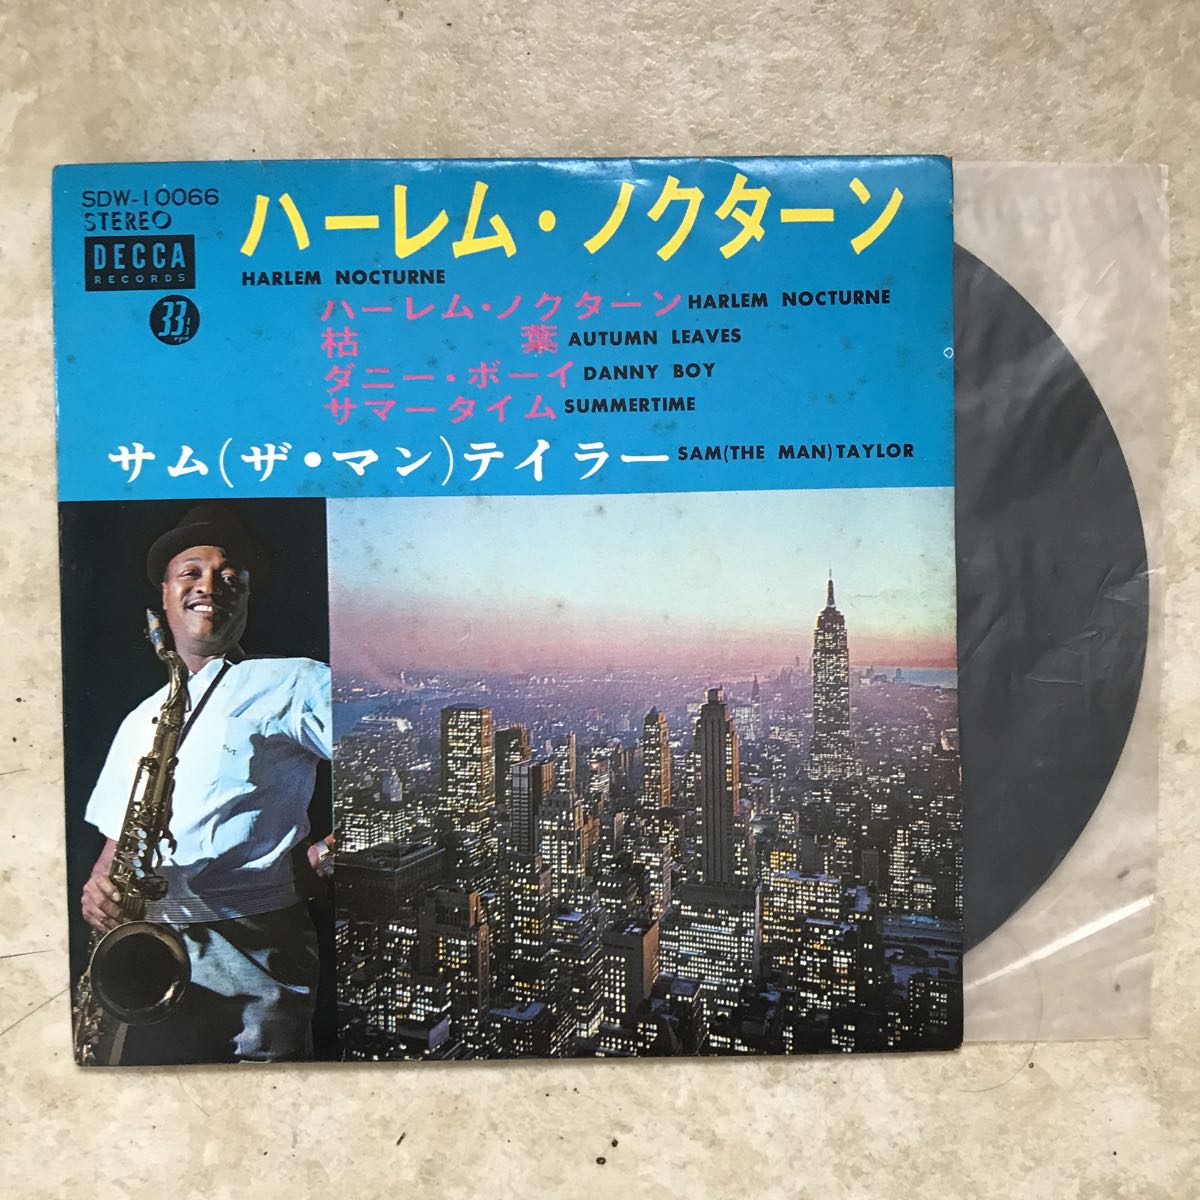 SDW-10066
STEREO
DECCA
RECORDS
33 1/3
rpm
ハーレム・ノクターン
HARLEM NOCTURNE
ハーレム・ノクターン HARLEM NOCTURNE
枯葉 AUTUMN LEAVES
ダニー・ボーイ DANNY BOY
サマータイム SUMMERTIME
サム(ザ・マン)テイラー SAM(THE MAN)TAYLOR